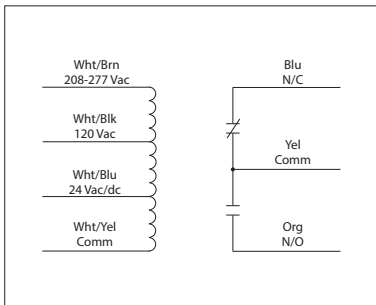 Wht/Brn
208-277 Vac
Wht/Blk
120 Vac
Wht/Blu
24 Vac/dc
Wht/Yel
Comm
Blu
N/C
Yel
Comm
Org
N/O